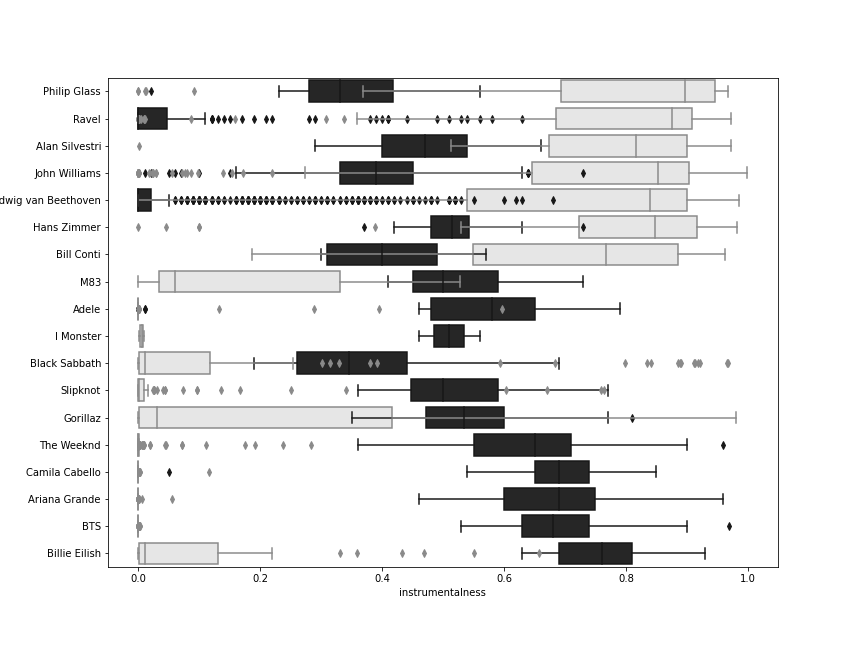 Philip Glass
Ravel
Alan Silvestri
John Williams
dwig van Beethoven
Hans Zimmer
Bill Conti
M83
Adele
I Monster
Black Sabbath
Slipknot
Gorillaz
The Weeknd
Camila Cabello
Ariana Grande
BTS
Billie Eilish
0.0 0.2 0.4 0.6 0.8 1.0
instrumentalness